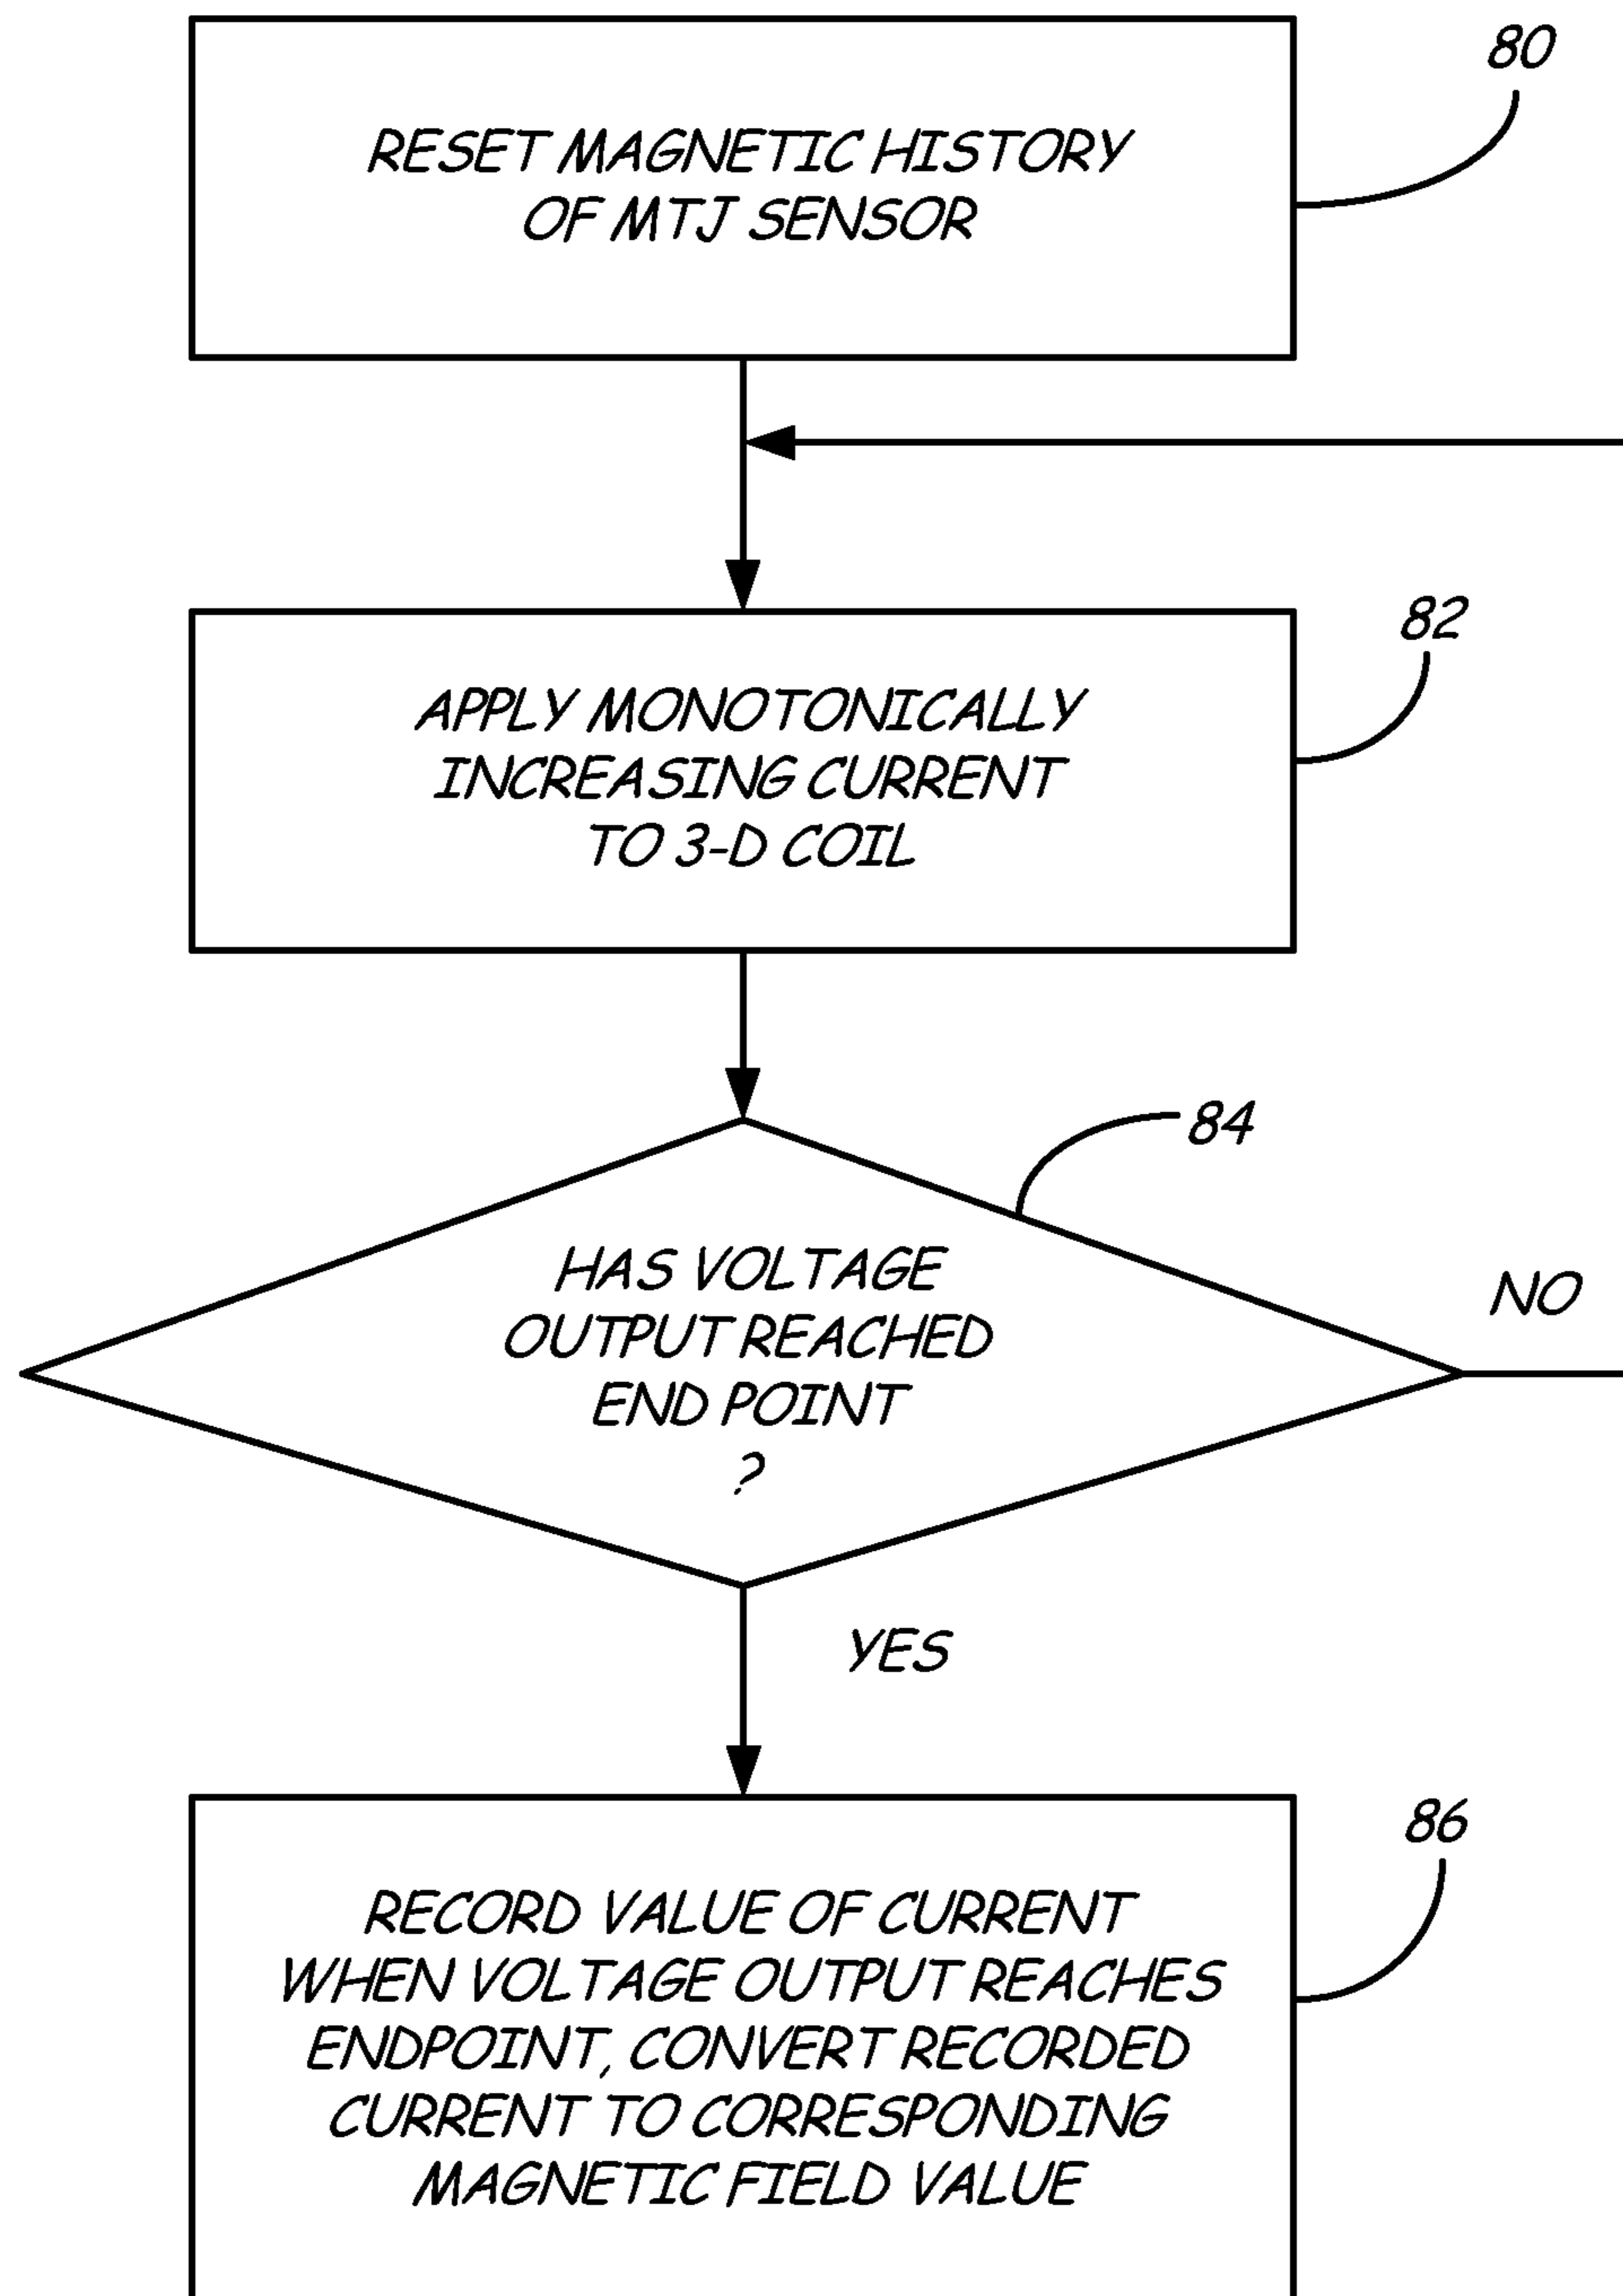 80
RESET MAGNETIC HISTORY
OF MTJ SENSOR
82
APPLY MONOTONICALLY
INCREASING CURRENT
TO 3-D COIL
84
HAS VOLTAGE
OUTPUT REACHED
END POINT
?
NO
YES
86
RECORD VALUE OF CURRENT
WHEN VOLTAGE OUTPUT REACHES
ENDPOINT, CONVERT RECORDED
CURRENT TO CORRESPONDING
MAGNETIC FIELD VALUE